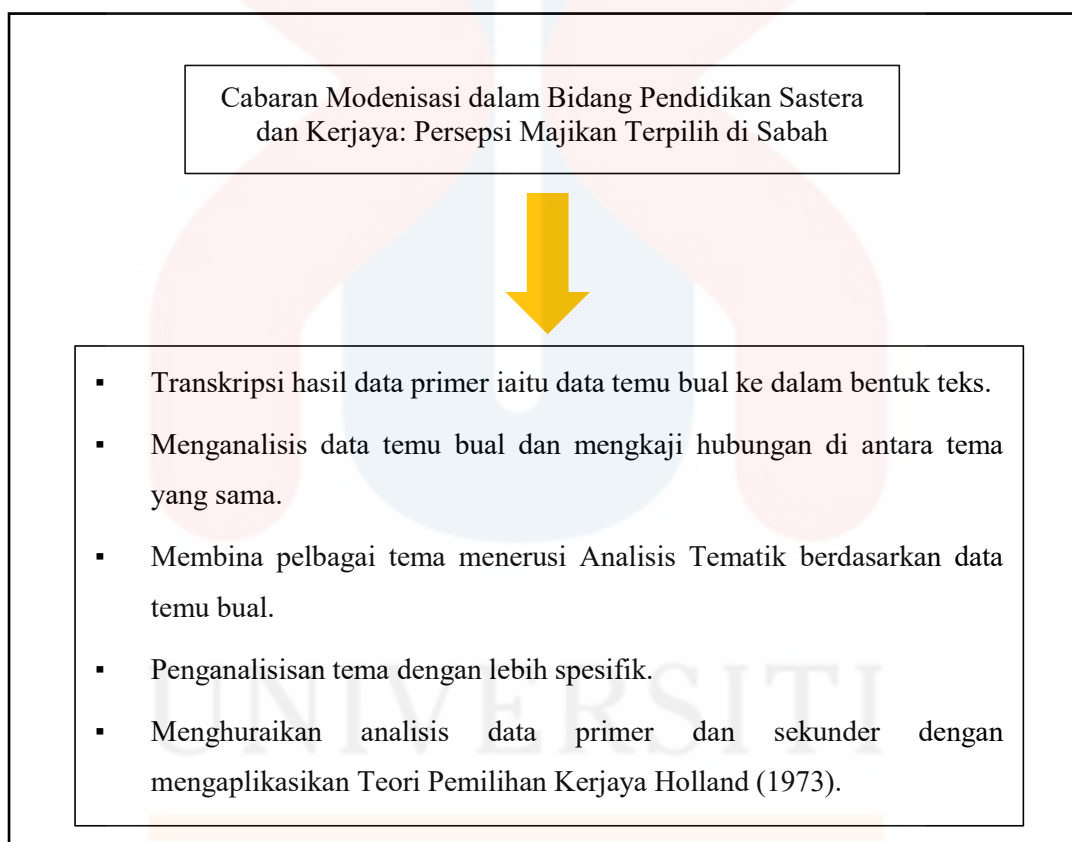 Cabaran Modenisasi dalam Bidang Pendidikan Sastera
dan Kerjaya: Persepsi Majikan Terpilih di Sabah
▪ Transkripsi hasil data primer iaitu data temu bual ke dalam bentuk teks.
▪ Menganalisis data temu bual dan mengkaji hubungan di antara tema
yang sama.
▪ Membina pelbagai tema menerusi Analisis Tematik berdasarkan data
temu bual.
▪ Penganalisisan tema dengan lebih spesifik.
UNIVERSITI
▪ Menghuraikan analisis data primer dan sekunder dengan
mengaplikasikan Teori Pemilihan Kerjaya Holland (1973).